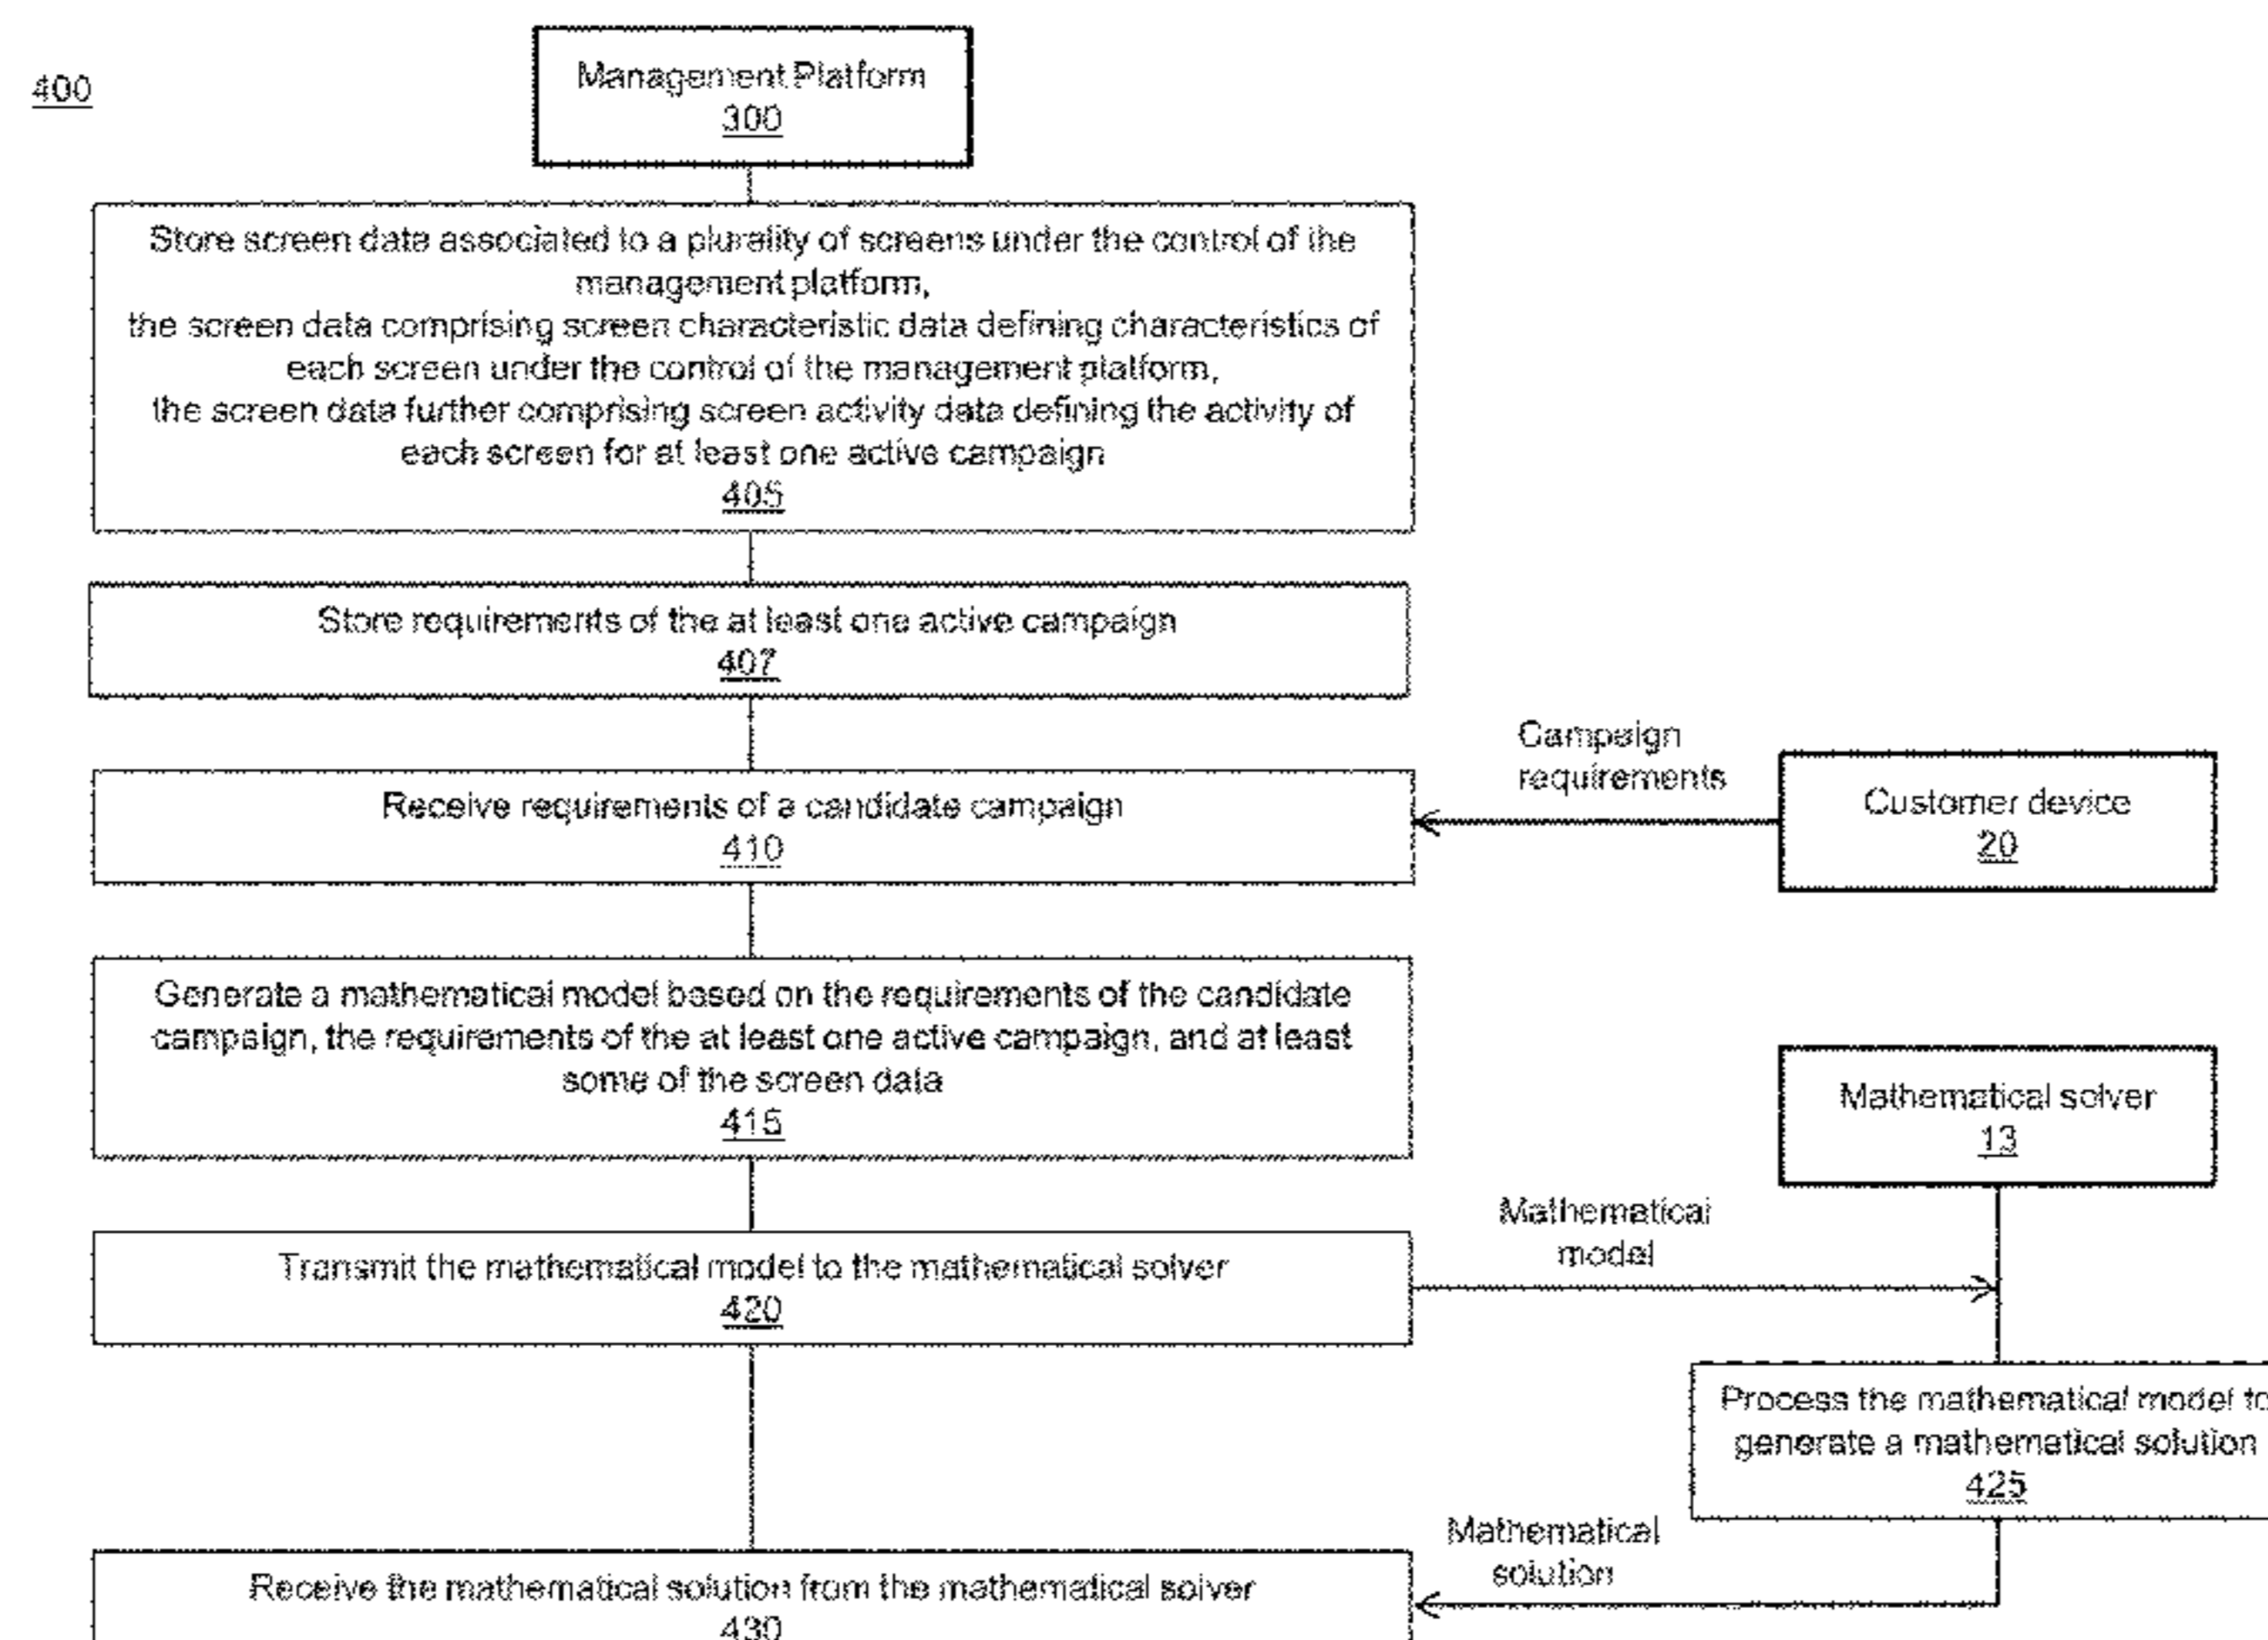 400
Management Platform
300
Store screen data associated to a plurality of screens under the control of the
management platform,
the screen data comprising screen characteristic data defining characteristics of
each screen under the control of the management platform,
the screen data further comprising screen activity data defining the activity of
each screen for at least one active campaign
405
Store requirements of the at least one active campaign
407
Campaign
requirements
Receive requirements of a candidate campaign
410
Customer device
20
Generate a mathematical model based on the requirements of the candidate
campaign, the requirements of the at least one active campaign, and at least
some of the screen data
415
Mathematical solver
13
Mathematical
model
Transmit the mathematical model to the mathematical solver
420
Process the mathematical model to
generate a mathematical solution
425
Mathematical
solution
Receive the mathematical solution from the mathematical solver
430